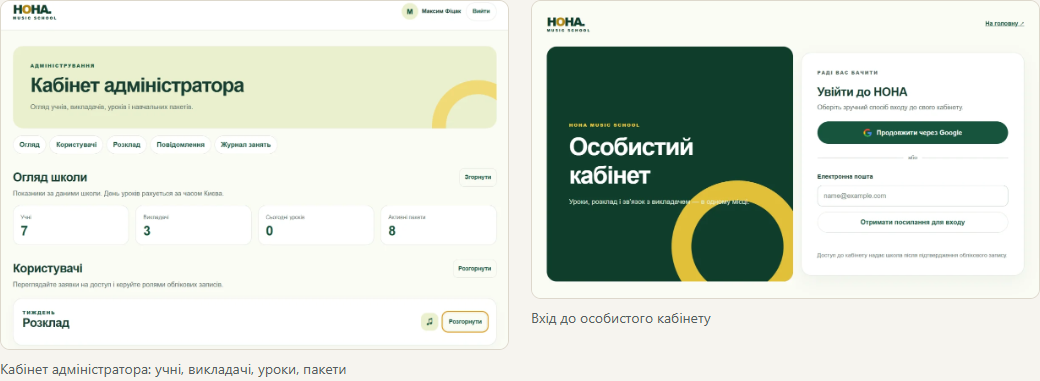 НОНА.
MUSIC SCHOOL
М
Максим Фіцак
Вийти
АДМІНІСТРУВАННЯ
Кабінет адміністратора
Огляд учнів, викладачів, уроків і навчальних пакетів.
Огляд
Користувачі
Розклад
Повідомлення
Журнал занять
Огляд школи
Згорнути
Показники за даними школи. День уроків рахується за часом Києва.
Учні
7
Викладачі
3
Сьогодні уроків
0
Активні пакети
8
Користувачі
Розгорнути
Переглядайте заявки на доступ і керуйте ролями облікових записів.
ТИЖДЕНЬ
Розклад
Розгорнути
Кабінет адміністратора: учні, викладачі, уроки, пакети
НОНА.
MUSIC SCHOOL
На головну ↗
НОНА MUSIC SCHOOL
Особистий
кабінет
Уроки, розклад і зв'язок з викладачем — в одному місці.
РАДІ ВАС БАЧИТИ
Увійти до НОНА
Оберіть зручний спосіб входу до свого кабінету.
Продовжити через Google
або
Електронна пошта
name@example.com
Отримати посилання для входу
Доступ до кабінету надає школа після підтвердження облікового запису.
Вхід до особистого кабінету